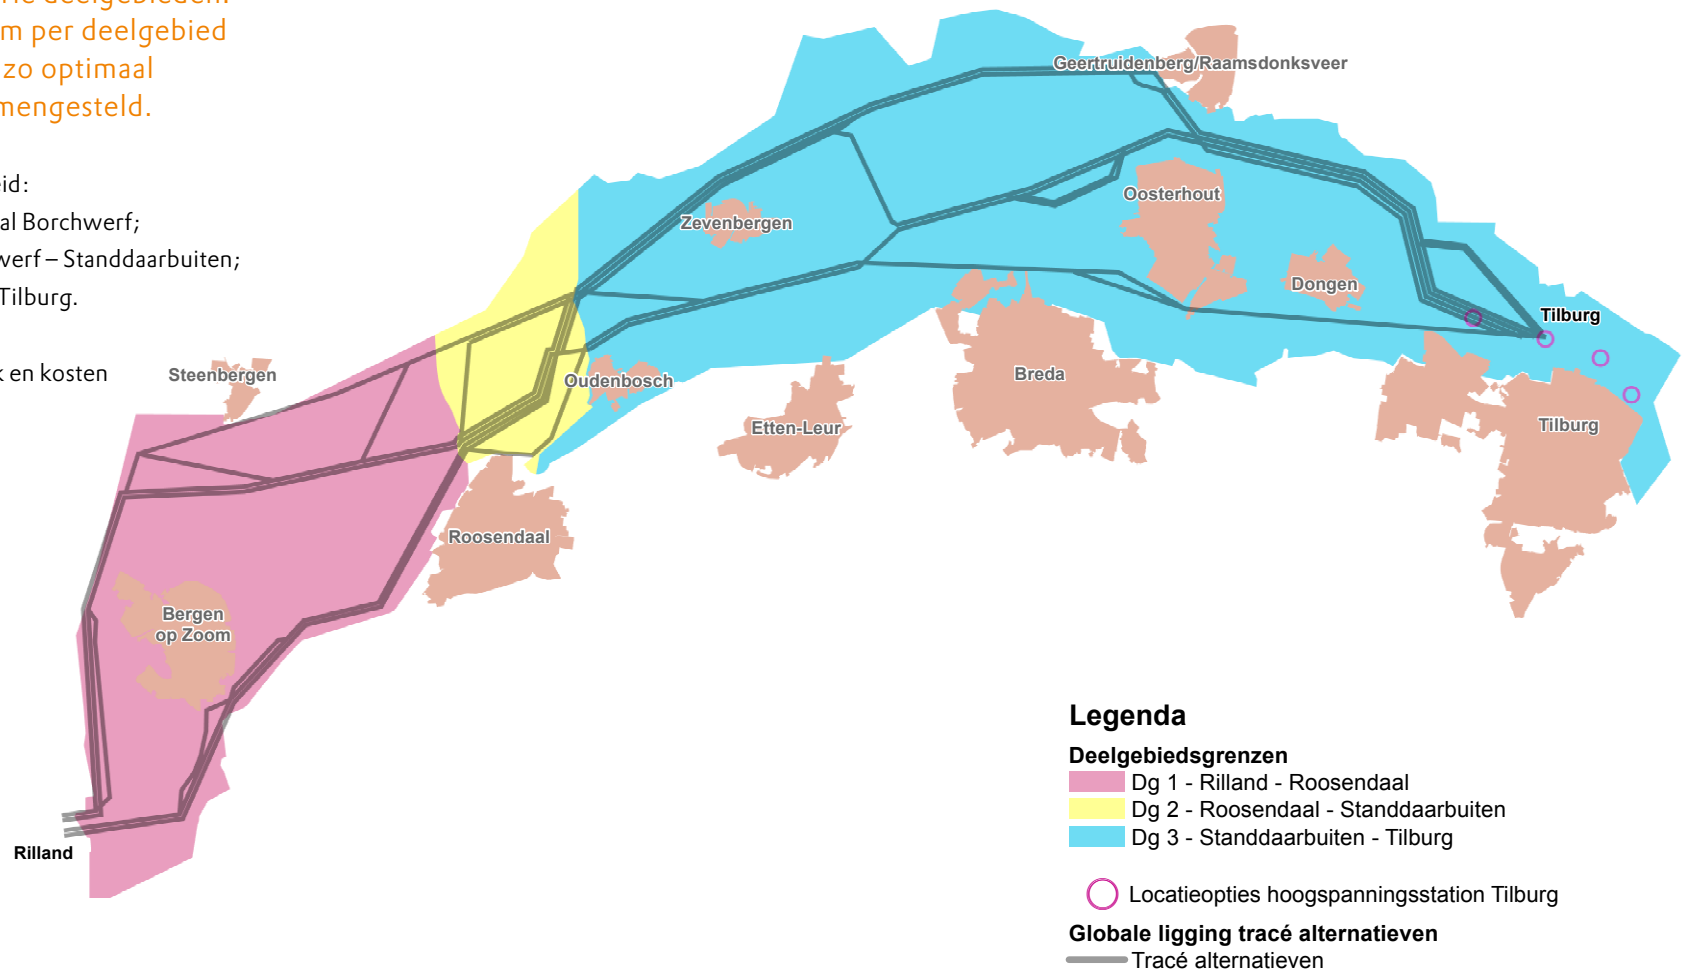 m per deelgebied
zo optimaal
mengesteld.
eid:
al Borchwerf;
werf – Standdaarbuiten;
Tilburg.
k en kosten
Geertruidenberg/Raamsdonksveer
Oosterhout
Zevenbergen
Dongen
Tilburg
Steenbergen
Oudenbosch
Breda
Etten-Leur
Tilburg
Roosendaal
Bergen
op Zoom
Rilland
Legenda
Deelgebiedsgrenzen
Dg 1 - Rilland - Roosendaal
Dg 2 - Roosendaal - Standdaarbuiten
Dg 3 - Standdaarbuiten - Tilburg
Locatieopties hoogspanningsstation Tilburg
Globale ligging tracé alternatieven
Tracé alternatieven